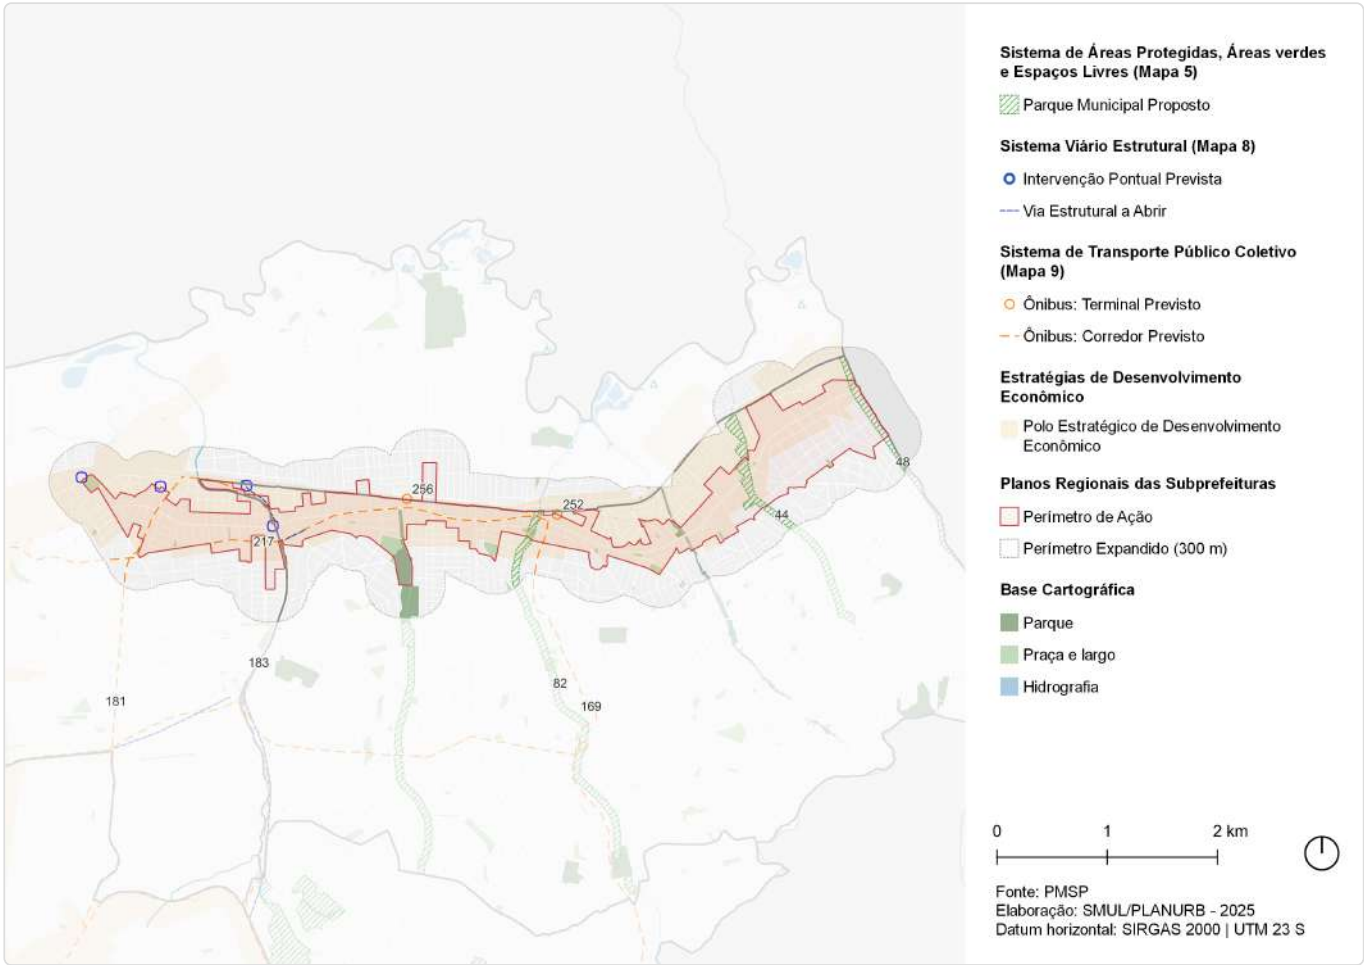 Sistema de Áreas Protegidas, Áreas verdes
e Espaços Livres (Mapa 5)
Parque Municipal Proposto
Sistema Viário Estrutural (Mapa 8)
Intervenção Pontual Prevista
Via Estrutural a Abrir
Sistema de Transporte Público Coletivo
(Mapa 9)
Ônibus: Terminal Previsto
Ônibus: Corredor Previsto
Estratégias de Desenvolvimento
Econômico
Polo Estratégico de Desenvolvimento
Econômico
Planos Regionais das Subprefeituras
Perímetro de Ação
Perímetro Expandido (300 m)
Base Cartográfica
Parque
Praça e largo
Hidrografia
0 1 2 km
Fonte: PMSP
Elaboração: SMUL/PLANURB - 2025
Datum horizontal: SIRGAS 2000 | UTM 23 S
48
256
252
44
217
183
181
82
169